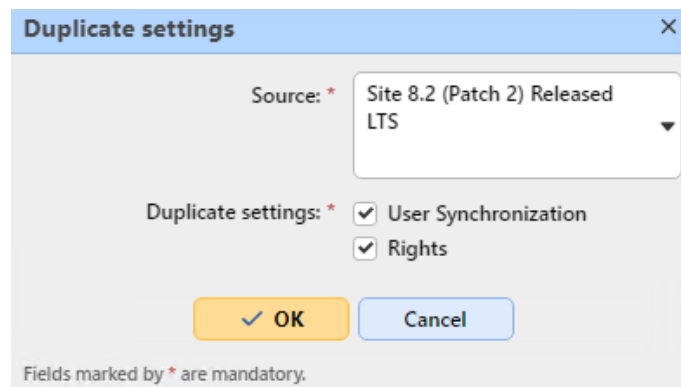 Duplicate settings
Source: * Site 8.2 (Patch 2) Released
LTS
Duplicate settings: * User Synchronization
Rights
OK Cancel
Fields marked by * are mandatory.